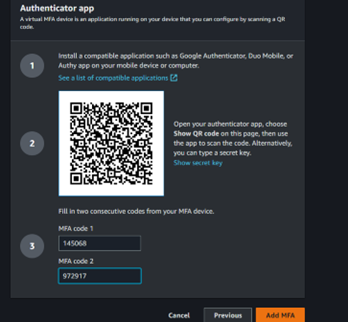 Authenticator app
A virtual MFA device is an application running on your device that you can configure by scanning a QR
code.
1
Install a compatible application such as Google Authenticator, Duo Mobile, or
Authy app on your mobile device or computer.
See a list of compatible applications
2
Open your authenticator app, choose
Show QR code on this page, then use
the app to scan the code. Alternatively,
you can type a secret key.
Show secret key
Fill in two consecutive codes from your MFA device.
3
MFA code 1
145068
MFA code 2
972917
Cancel
Previous
Add MFA